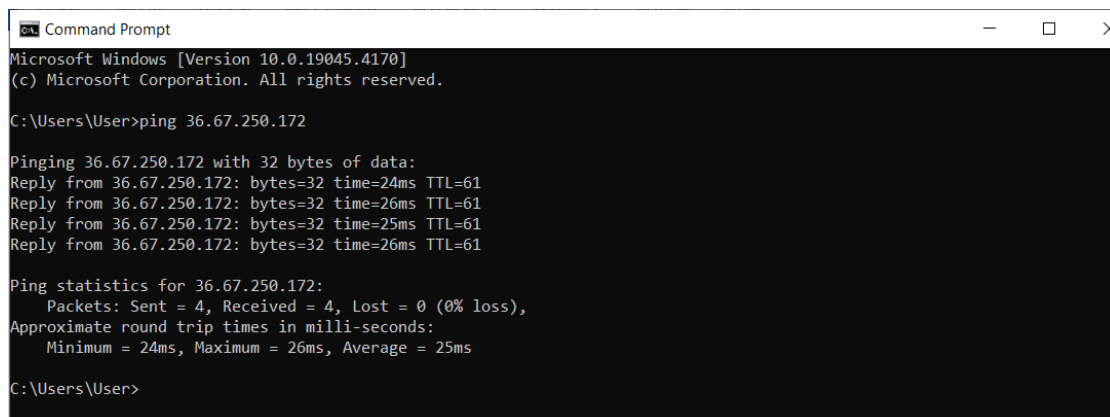 Command Prompt
Microsoft Windows [Version 10.0.19045.4170]
(c) Microsoft Corporation. All rights reserved.
C:\Users\User>ping 36.67.250.172
Pinging 36.67.250.172 with 32 bytes of data:
Reply from 36.67.250.172: bytes=32 time=24ms TTL=61
Reply from 36.67.250.172: bytes=32 time=26ms TTL=61
Reply from 36.67.250.172: bytes=32 time=25ms TTL=61
Reply from 36.67.250.172: bytes=32 time=26ms TTL=61
Ping statistics for 36.67.250.172:
    Packets: Sent = 4, Received = 4, Lost = 0 (0% loss),
Approximate round trip times in milli-seconds:
    Minimum = 24ms, Maximum = 26ms, Average = 25ms
C:\Users\User>